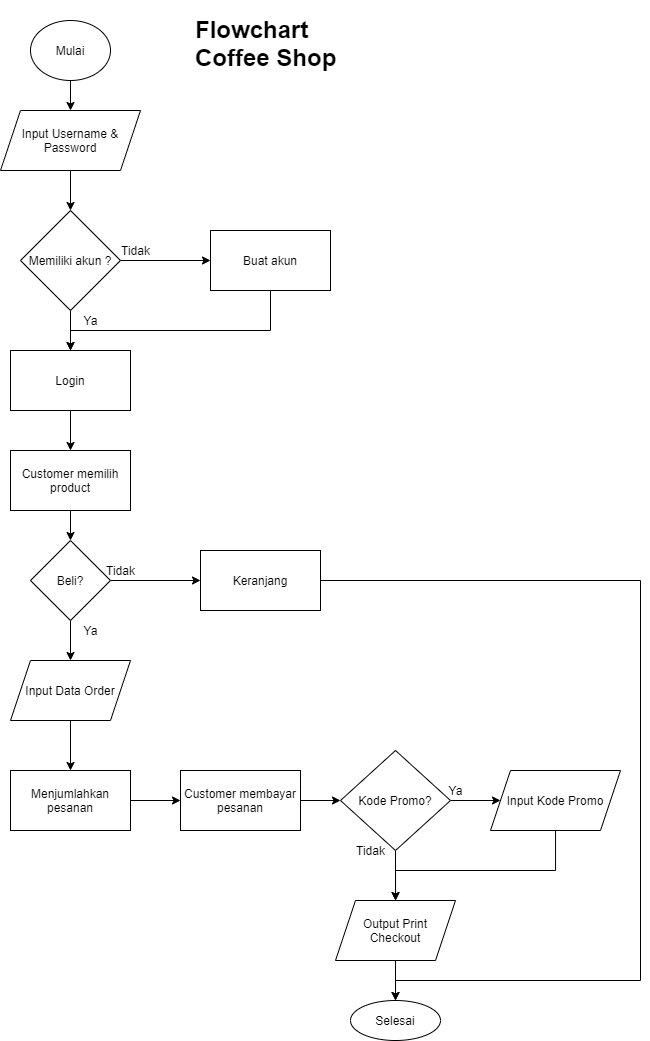 Flowchart
Coffee Shop
Mulai
Input Username &
Password
Memiliki akun ?
Tidak
Buat akun
Ya
Login
Customer memilih
product
Beli?
Tidak
Keranjang
Ya
Input Data Order
Menjumlahkan
pesanan
Customer membayar
pesanan
Kode Promo?
Ya
Input Kode Promo
Tidak
Output Print
Checkout
Selesai